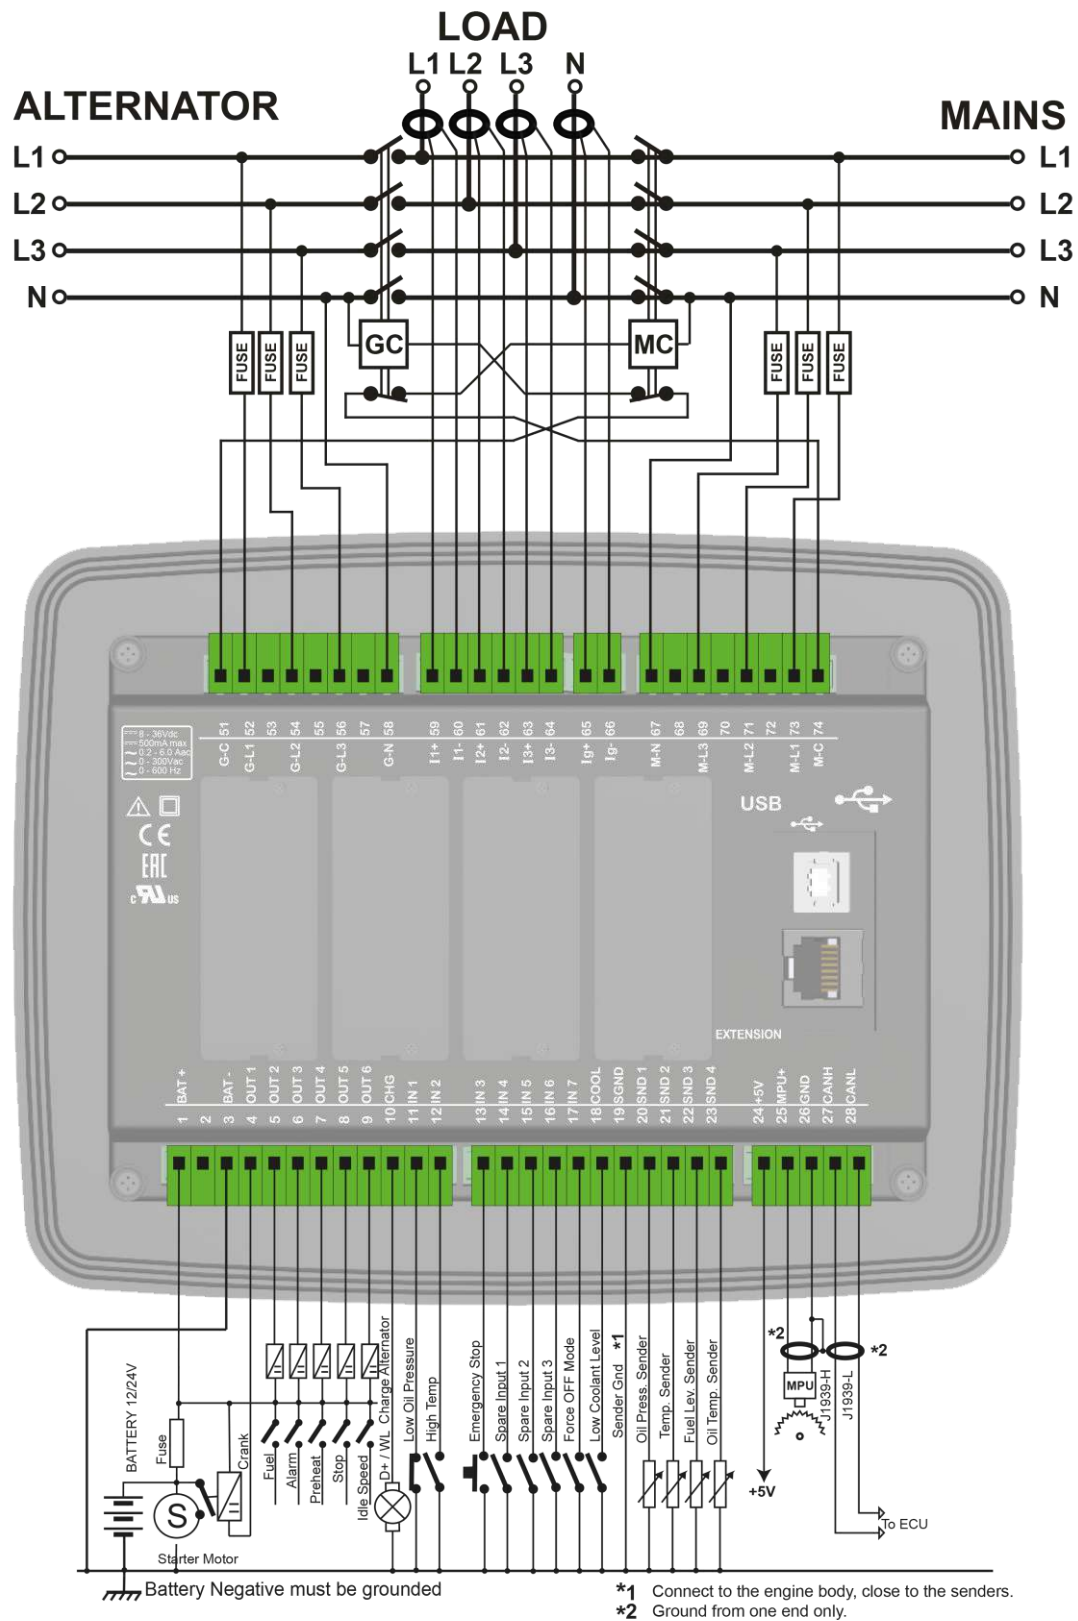 LOAD
L1 L2 L3 N
ALTERNATOR
MAINS
L1
L1
L2
L2
L3
L3
N
N
GC
MC
FUSE
FUSE
FUSE
FUSE
FUSE
FUSE
8 - 36Vdc
500mA max
0.2 - 6.0 Aac
0 - 300Vac
0 - 600 Hz
G-C 51
G-L1 52
53
G-L2 54
55
G-L3 56
57
G-N 58
I1+ 59
I1- 60
I2+ 61
I2- 62
I3+ 63
I3- 64
Ig+ 65
Ig- 66
M-N 67
68
M-L3 69
70
M-L2 71
72
M-L1 73
M-C 74
CE
EAC
c RU us
USB
EXTENSION
1 BAT +
2
3 BAT -
4 OUT 1
5 OUT 2
6 OUT 3
7 OUT 4
8 OUT 5
9 OUT 6
10 CHG
11 IN 1
12 IN 2
13 IN 3
14 IN 4
15 IN 5
16 IN 6
17 IN 7
18 COOL
19 SGND
20 SND 1
21 SND 2
22 SND 3
23 SND 4
24 +5V
25 MPU+
26 GND
27 CANH
28 CANL
BATTERY 12/24V
Fuse
S
Starter Motor
Crank
Fuel
Alarm
Preheat
Stop
Idle Speed
D+ / WL Charge Alternator
Low Oil Pressure
High Temp
Emergency Stop
Spare Input 1
Spare Input 2
Spare Input 3
Force OFF Mode
Low Coolant Level
Sender Gnd *1
Oil Press. Sender
Temp. Sender
Fuel Lev. Sender
Oil Temp. Sender
+5V
*2
*2
MPU
J1939-H
J1939-L
To ECU
Battery Negative must be grounded
*1 Connect to the engine body, close to the senders.
*2 Ground from one end only.